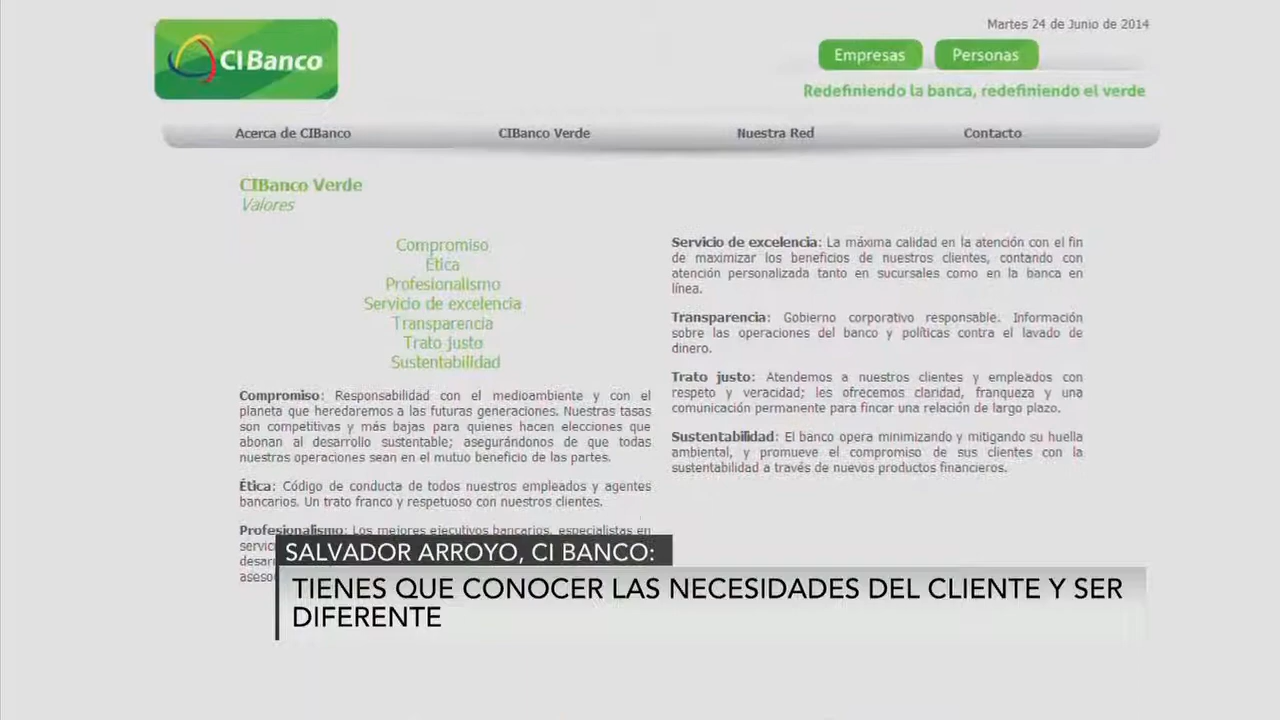 CIBanco
Martes 24 de Junio de 2014
Empresas
Personas
Redefiniendo la banca, redefiniendo el verde
Acerca de CIBanco
CIBanco Verde
Nuestra Red
Contacto
CIBanco Verde
Valores
Compromiso
Ética
Profesionalismo
Servicio de excelencia
Transparencia
Trato justo
Sustentabilidad
Compromiso: Responsabilidad con el medioambiente y con el
planeta que heredaremos a las futuras generaciones. Nuestras tasas
son competitivas y más bajas para quienes hacen elecciones que
abonan al desarrollo sustentable; asegurándonos de que todas
nuestras operaciones sean en el mutuo beneficio de las partes.
Ética: Código de conducta de todos nuestros empleados y agentes
bancarios. Un trato franco y respetuoso con nuestros clientes.
Profesionalismo: Los mejores ejecutivos bancarios, especialistas en
Servicio de excelencia: La máxima calidad en la atención con el fin
de maximizar los beneficios de nuestros clientes, contando con
atención personalizada tanto en sucursales como en la banca en
línea.
Transparencia: Gobierno corporativo responsable. Información
sobre las operaciones del banco y políticas contra el lavado de
dinero.
Trato justo: Atendemos a nuestros clientes y empleados con
respeto y veracidad; les ofrecemos claridad, franqueza y una
comunicación permanente para fincar una relación de largo plazo.
Sustentabilidad: El banco opera minimizando y mitigando su huella
ambiental, y promueve el compromiso de sus clientes con la
sustentabilidad a través de nuevos productos financieros.
SALVADOR ARROYO, CI BANCO:
TIENES QUE CONOCER LAS NECESIDADES DEL CLIENTE Y SER
DIFERENTE